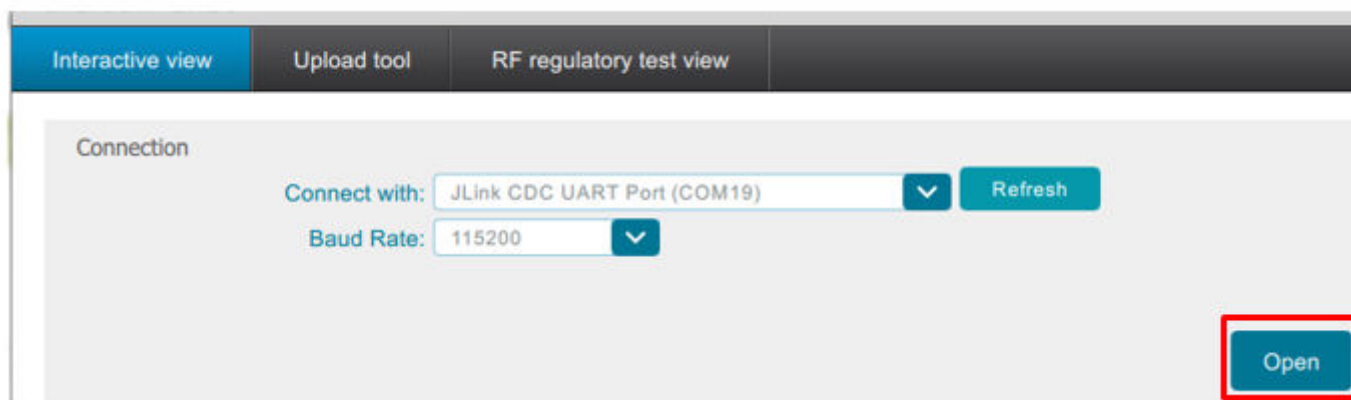 Interactive view Upload tool RF regulatory test view
Connection
Connect with: JLink CDC UART Port (COM19) Refresh
Baud Rate: 115200
Open